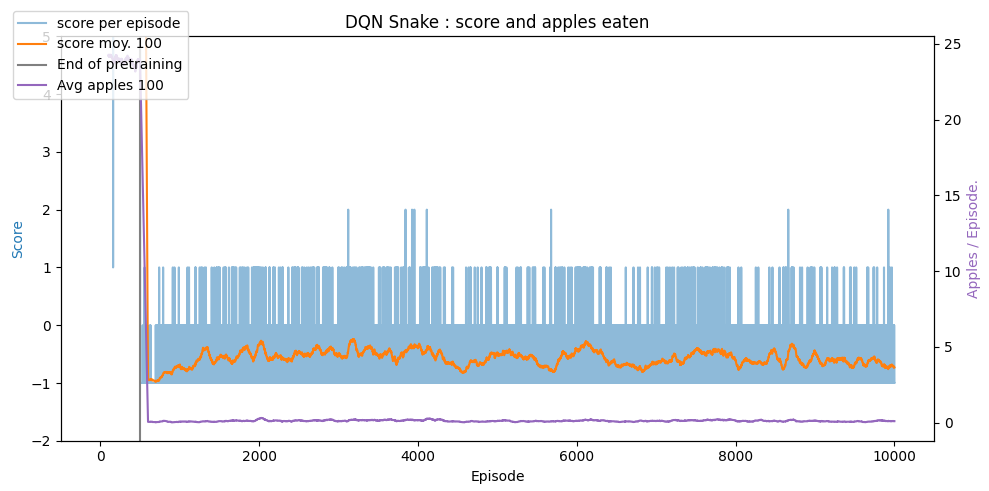 DQN Snake : score and apples eaten
score per episode
score moy. 100
End of pretraining
Avg apples 100
Score
5
4
3
2
1
0
−1
−2
0
2000
4000
6000
8000
10000
Episode
25
20
15
10
5
0
Apples / Episode.